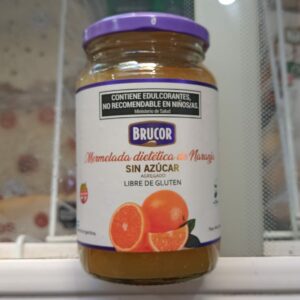 CONTIENE EDULCORANTES,
NO RECOMENDABLE EN NIÑOS/AS.
Ministerio de Salud
BRUCOR
Mermelada dietética de Naranja
SIN AZÚCAR
AGREGADO
LIBRE DE GLUTEN